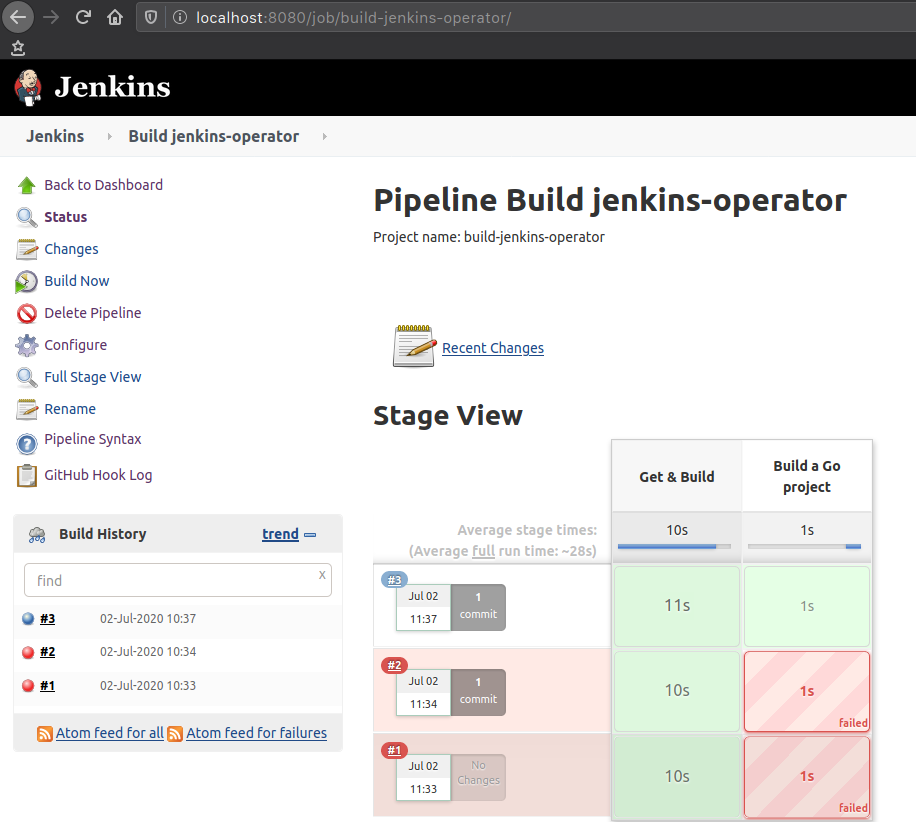 localhost:8080/job/build-jenkins-operator/
Jenkins
Jenkins
Build jenkins-operator
Back to Dashboard
Status
Changes
Build Now
Delete Pipeline
Configure
Full Stage View
Rename
Pipeline Syntax
GitHub Hook Log
Build History
trend
find
x
#3 02-Jul-2020 10:37
#2 02-Jul-2020 10:34
#1 02-Jul-2020 10:33
Atom feed for all Atom feed for failures
Pipeline Build jenkins-operator
Project name: build-jenkins-operator
Recent Changes
Stage View
Get & Build
Build a Go
project
Average stage times:
(Average full run time: ~28s)
10s
1s
#3
Jul 02
11:37
1
commit
11s
1s
#2
Jul 02
11:34
1
commit
10s
1s
failed
#1
Jul 02
11:33
No
Changes
10s
1s
failed